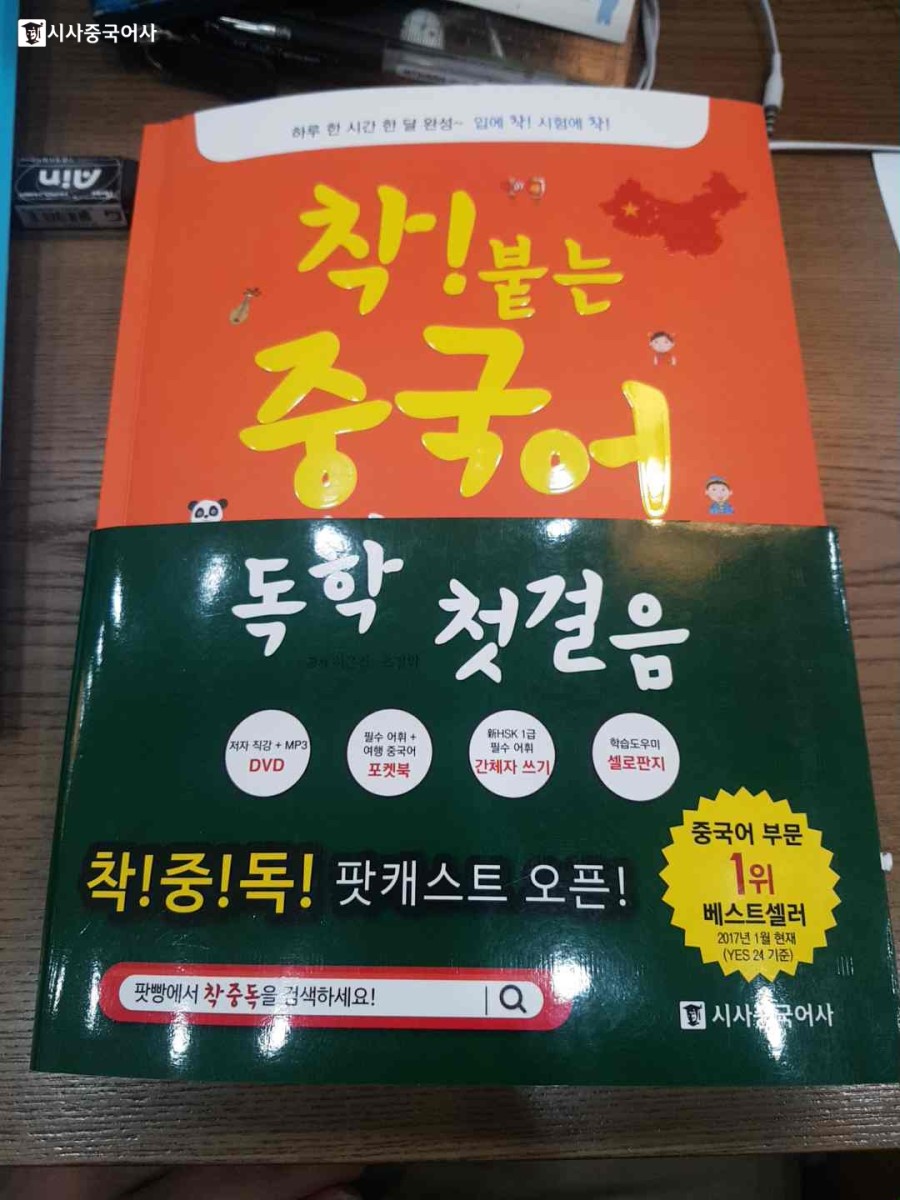 시사중국어사
Ain
하루 한 시간 한 달 완성~ 입에 착! 시험에 착!
착!붙는
중국어
독학
첫걸음
저자 직강 + MP3
DVD
필수 어휘 +
여행 중국어
포켓북
新HSK 1급
필수 어휘
간체자 쓰기
학습도우미
셀로판지
착!중!독! 팟캐스트 오픈!
중국어 부문
1위
베스트셀러
2017년 1월 현재
(YES 24 기준)
팟빵에서 착중독을 검색하세요!
시사중국어사